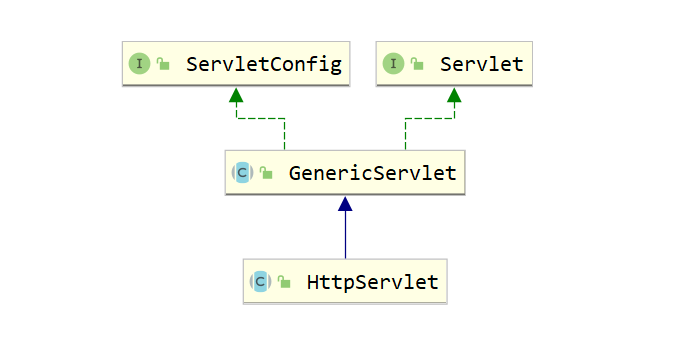 I ServletConfig
I Servlet
C GenericServlet
C HttpServlet